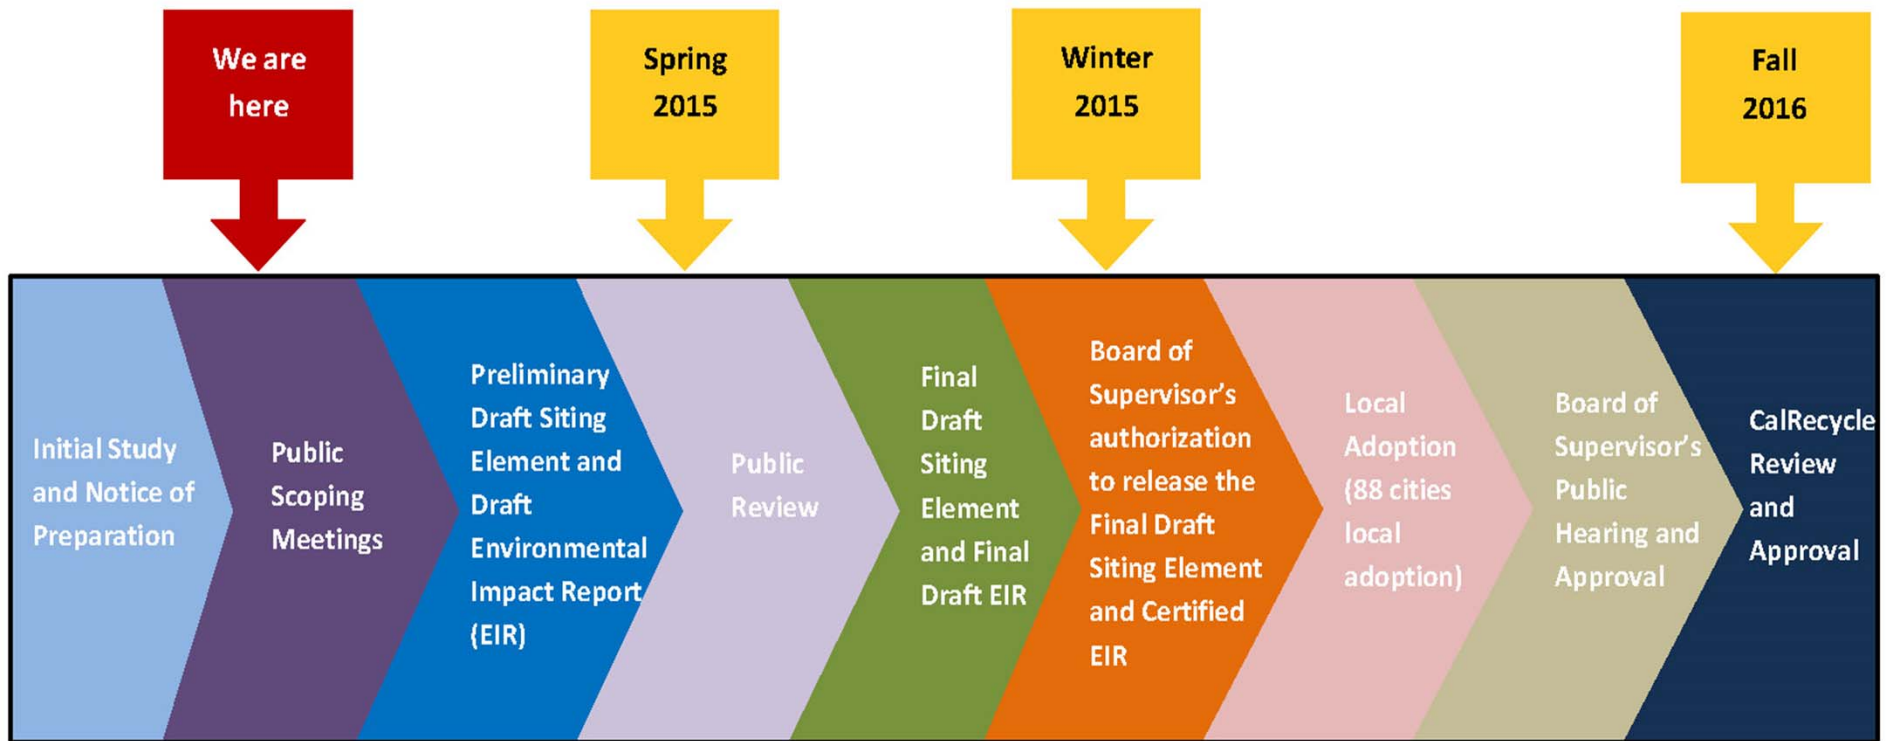 We are
here
Spring
2015
Winter
2015
Fall
2016
Initial Study
and Notice of
Preparation
Public
Scoping
Meetings
Preliminary
Draft Siting
Element and
Draft
Environmental
Impact Report
(EIR)
Public
Review
Final
Draft
Siting
Element
and Final
Draft EIR
Board of
Supervisor's
authorization
to release the
Final Draft
Siting Element
and Certified
EIR
Local
Adoption
(88 cities
local
adoption)
Board of
Supervisor's
Public
Hearing and
Approval
CalRecycle
Review
and
Approval